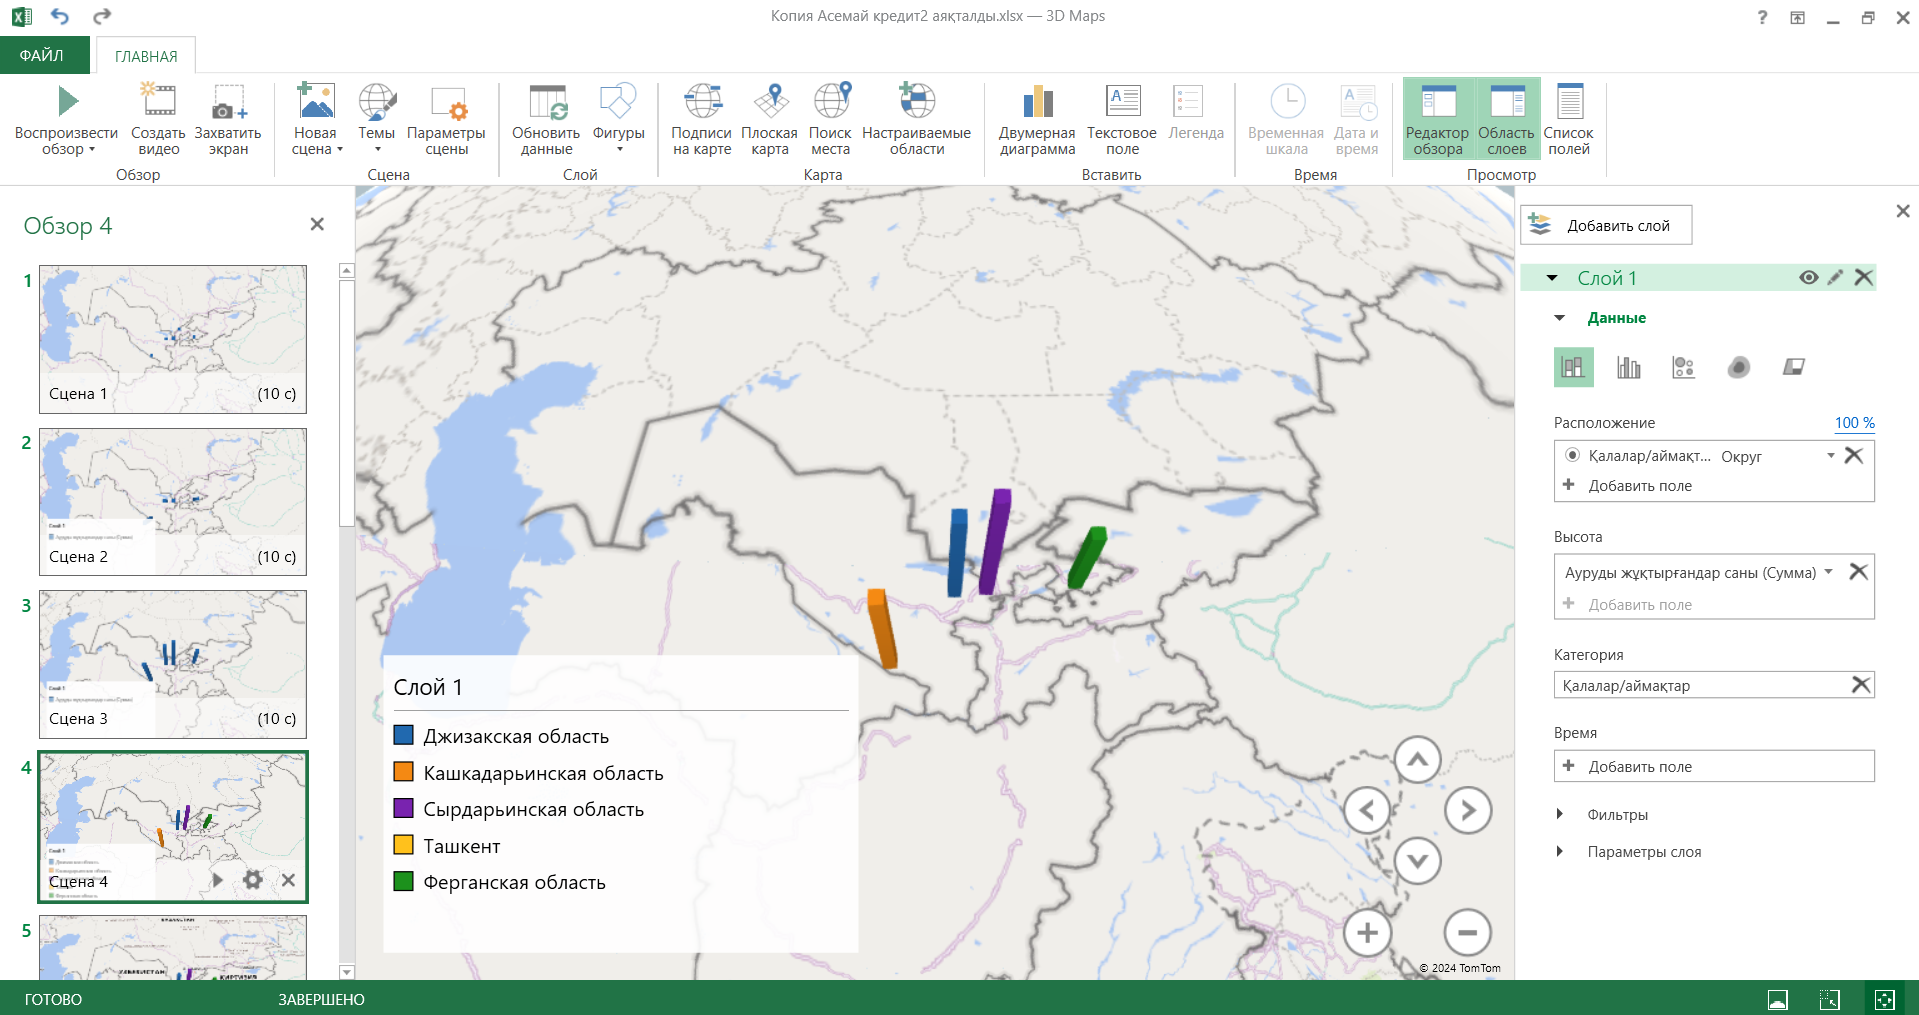 Копия Асемай кредит2 аяқталды.xlsx — 3D Maps
ФАЙЛ
ГЛАВНАЯ
Воспроизвести обзор
Создать видео
Захватить экран
Обзор
Новая сцена
Темы
Параметры сцены
Сцена
Обновить данные
Фигуры
Слой
Подписи на карте
Плоская карта
Поиск места
Настраиваемые области
Карта
Двумерная диаграмма
Текстовое поле
Легенда
Вставить
Временная шкала
Дата и время
Время
Редактор обзора
Область слоев
Список полей
Просмотр
Обзор 4
1
Сцена 1 (10 с)
2
Слой 1
Сцена 2 (10 с)
3
Слой 1
Сцена 3 (10 с)
4
Слой 1
Сцена 4
5
Слой 1
Джизакская область
Кашкадарьинская область
Сырдарьинская область
Ташкент
Ферганская область
© 2024 TomTom
Добавить слой
Слой 1
Данные
Расположение 100 %
Қалалар/аймақт... Округ
+ Добавить поле
Высота
Ауруды жұқтырғандар саны (Сумма)
+ Добавить поле
Категория
Қалалар/аймақтар
Время
+ Добавить поле
Фильтры
Параметры слоя
ГОТОВО
ЗАВЕРШЕНО